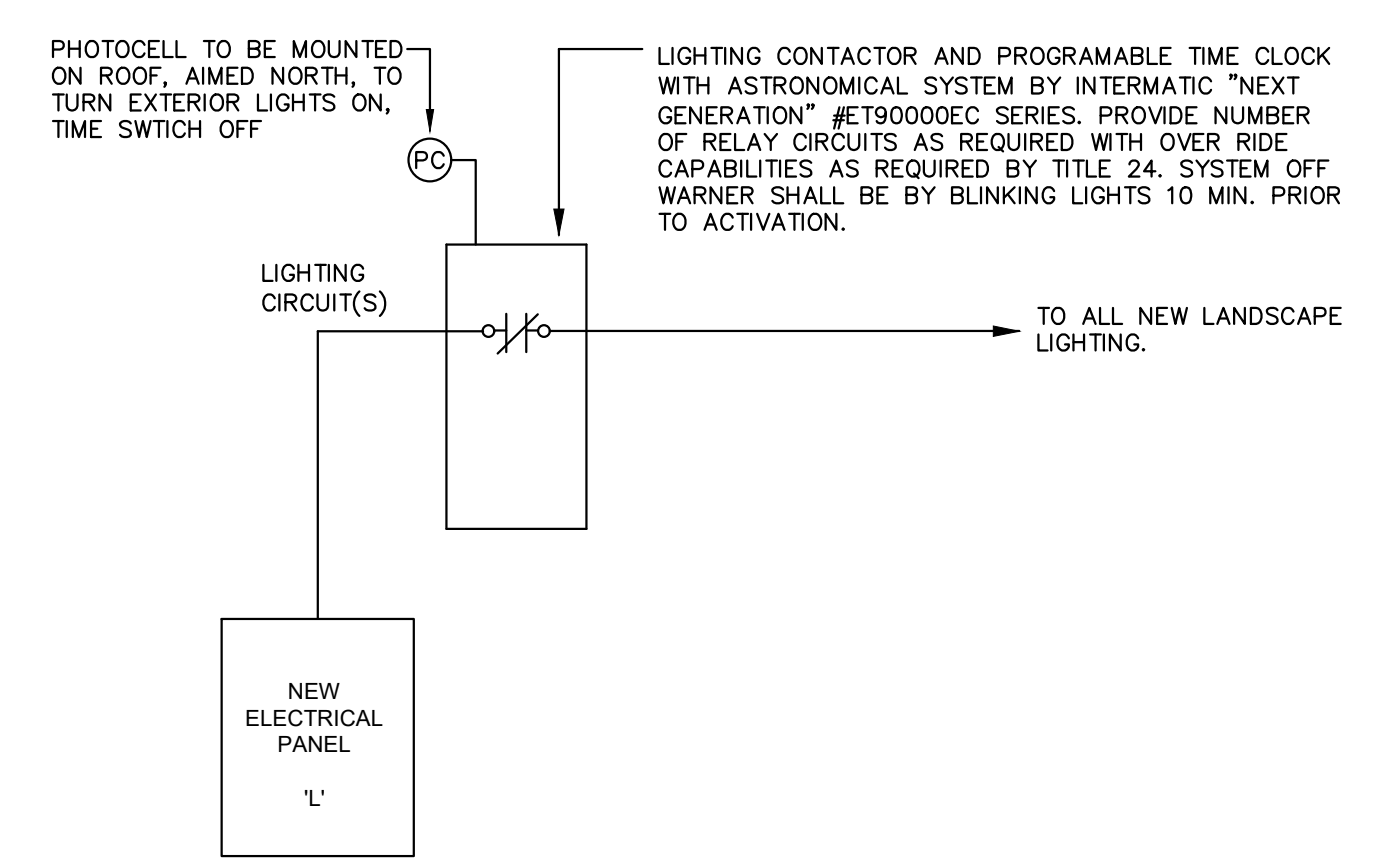 PHOTOCELL TO BE MOUNTED
ON ROOF, AIMED NORTH, TO
TURN EXTERIOR LIGHTS ON,
TIME SWTICH OFF
PC
LIGHTING CONTACTOR AND PROGRAMABLE TIME CLOCK
WITH ASTRONOMICAL SYSTEM BY INTERMATIC "NEXT
GENERATION" #ET90000EC SERIES. PROVIDE NUMBER
OF RELAY CIRCUITS AS REQUIRED WITH OVER RIDE
CAPABILITIES AS REQUIRED BY TITLE 24. SYSTEM OFF
WARNER SHALL BE BY BLINKING LIGHTS 10 MIN. PRIOR
TO ACTIVATION.
LIGHTING
CIRCUIT(S)
TO ALL NEW LANDSCAPE
LIGHTING.
NEW
ELECTRICAL
PANEL
'L'